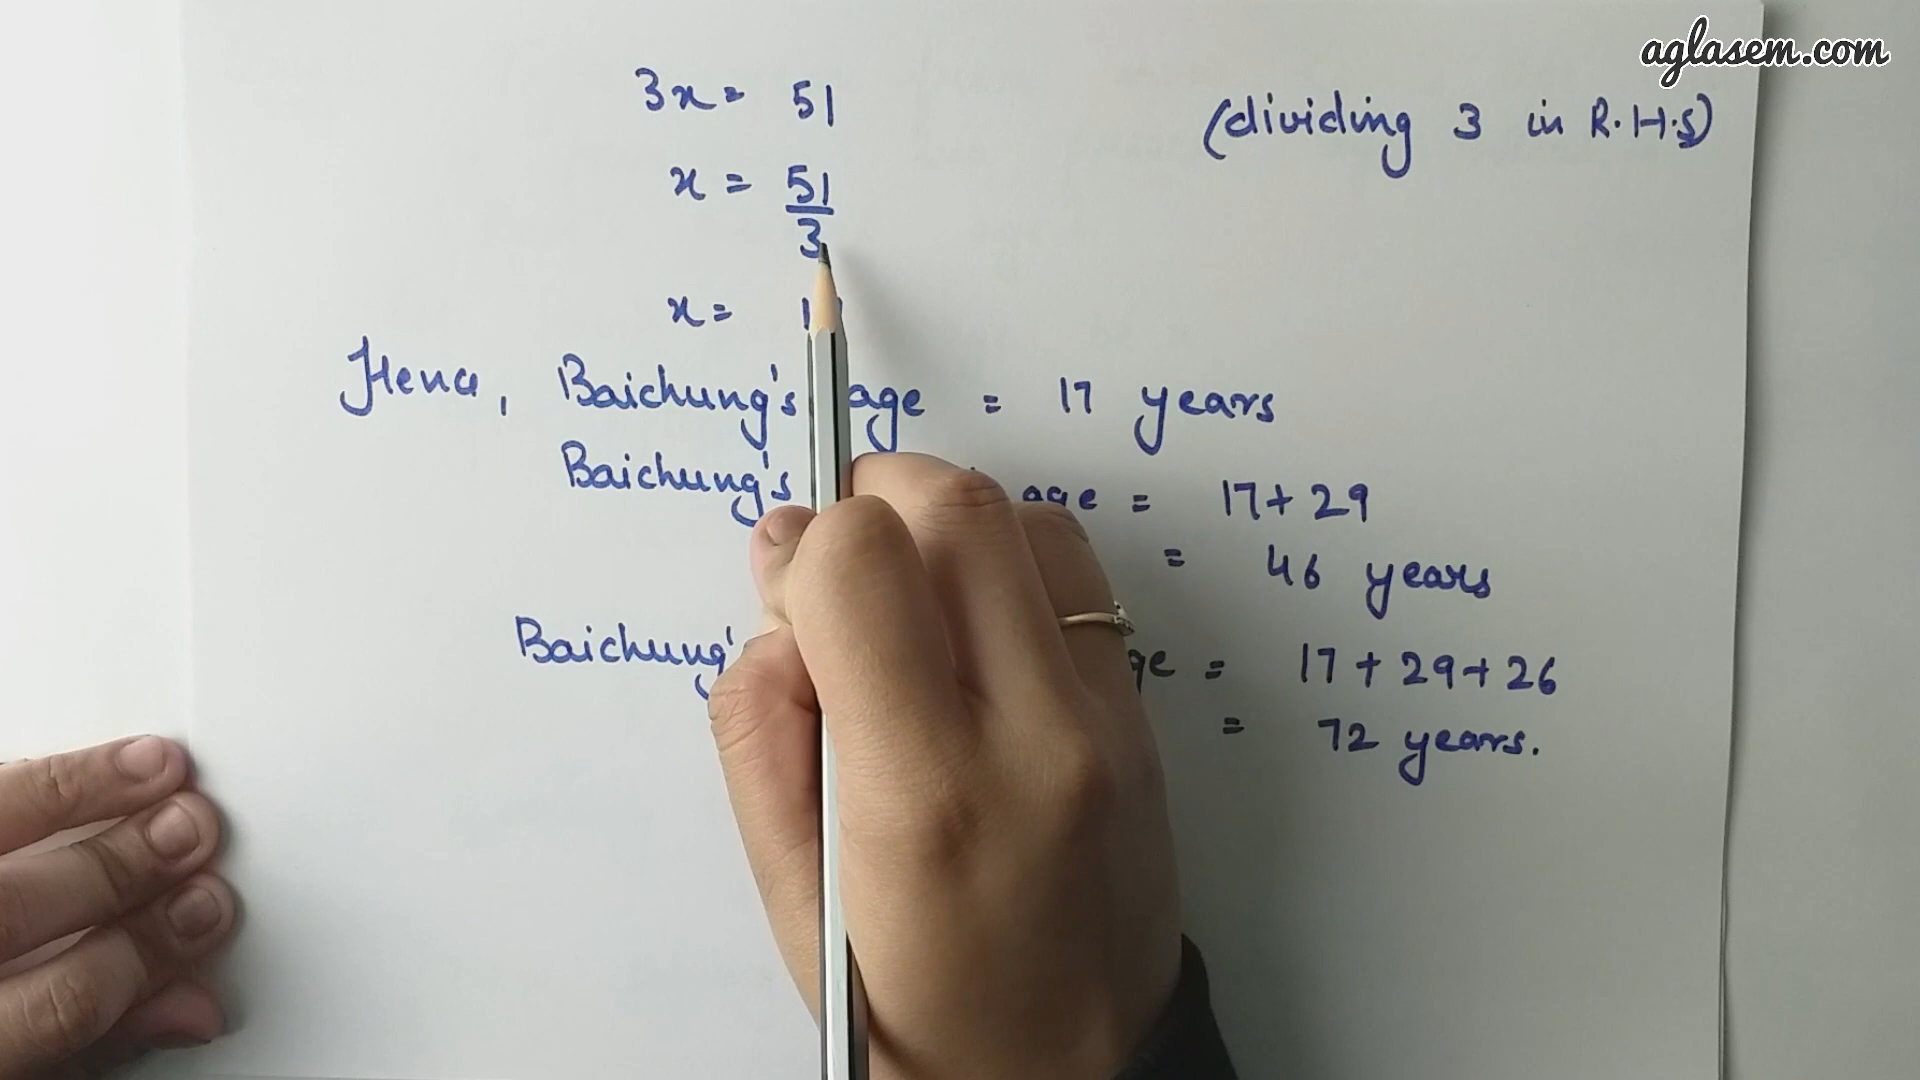 aglasem.com
3x = 51
(dividing 3 in R.H.S)
x = 51
3
x =
Hence, Baichung's age = 17 years
Baichung's age = 17 + 29
= 46 years
Baichung's = 17 + 29 + 26
= 72 years.